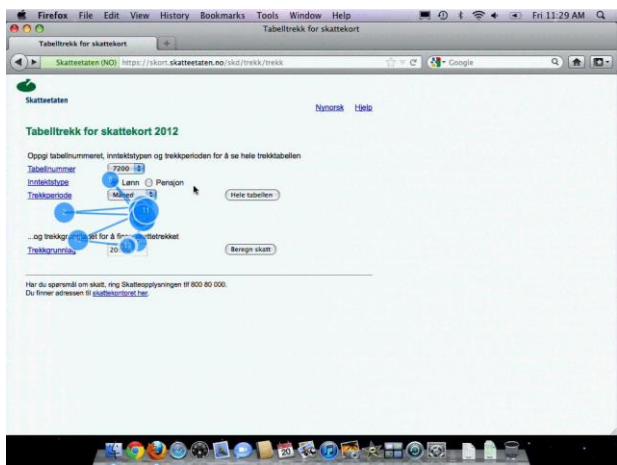 Firefox File Edit View History Bookmarks Tools Window Help Fri 11:29 AM
Tabelltrekk for skattekort
Tabelltrekk for skattekort
Skatteetaten (NO) https://skort.skatteetaten.no/skd/trekk/trekk Google
Skatteetaten
Nynorsk Hjelp
Tabelltrekk for skattekort 2012
Oppgi tabellnummeret, inntektstypen og trekkperioden for å se hele trekktabellen
Tabellnummer 7200
Inntektstype Lønn Pensjon
Trekkperiode Måned Hele tabellen
...og for å skattetrekket
Trekkgrunnlag 20 Beregn skatt
Har du spørsmål om skatt, ring Skatteopplysningen tlf 800 80 000.
Du finner adressen til skattekontoret her.